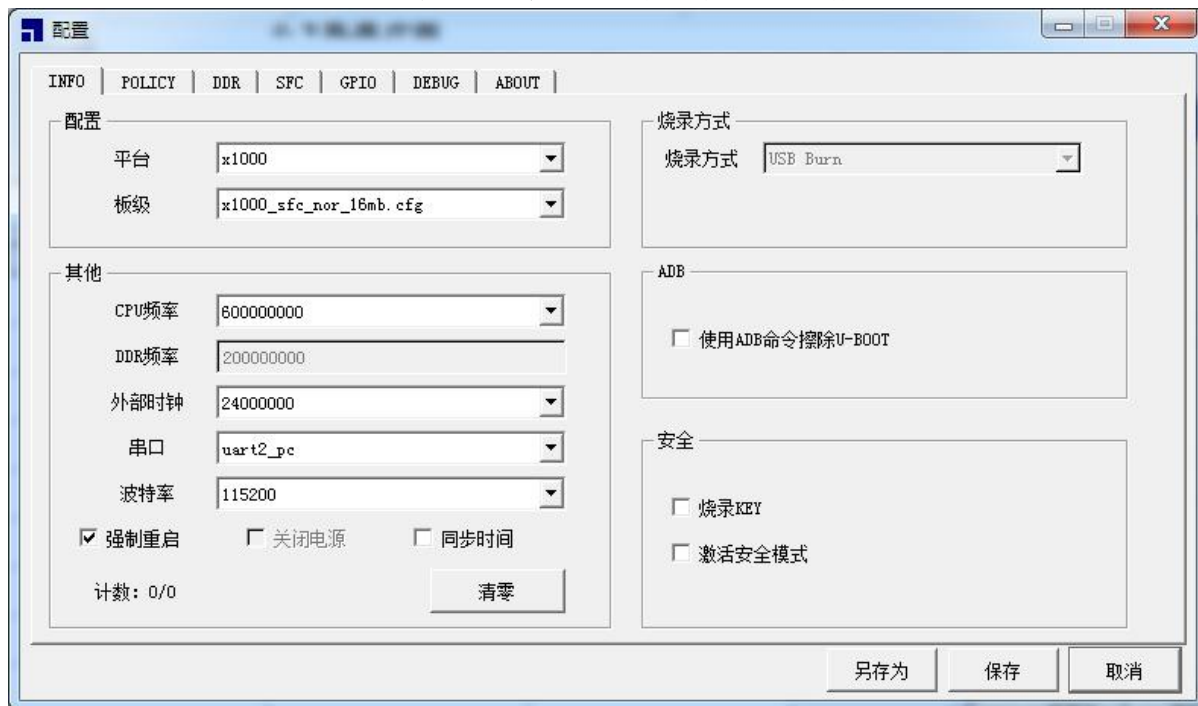 配置
INFO POLICY DDR SFC GPIO DEBUG ABOUT
配置
平台 x1000
板级 x1000_sfc_nor_16mb.cfg
烧录方式
烧录方式 USB Burn
其他
CPU频率 600000000
DDR频率 200000000
外部时钟 24000000
串口 uart2_pc
波特率 115200
强制重启 关闭电源 同步时间
计数: 0/0 清零
ADB
使用ADB命令擦除U-BOOT
安全
烧录KEY
激活安全模式
另存为 保存 取消